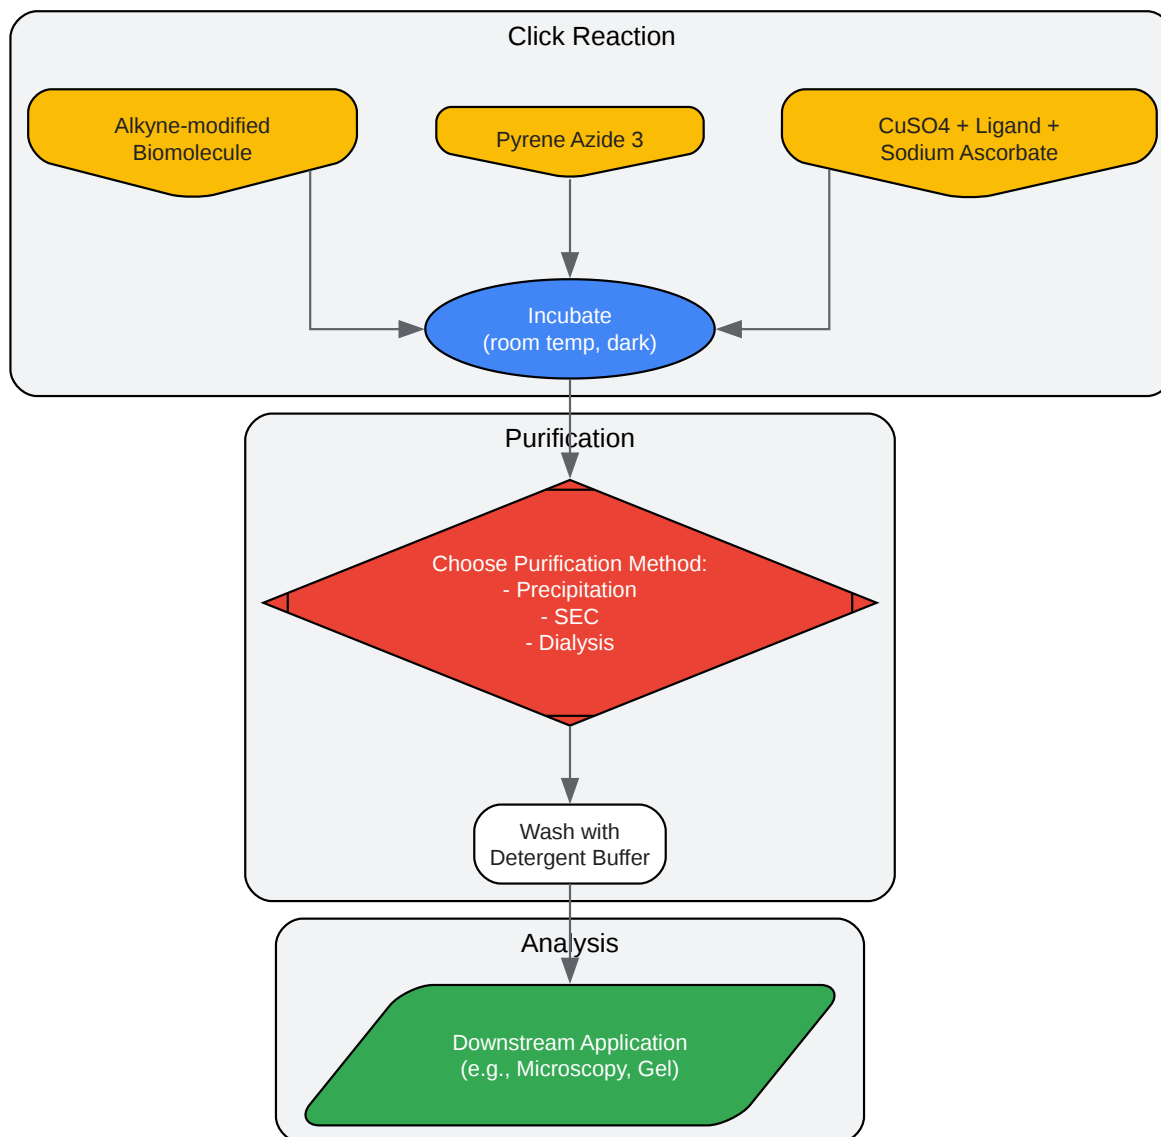 Click Reaction
Alkyne-modified
Biomolecule
Pyrene Azide 3
CuSO4 + Ligand +
Sodium Ascorbate
Incubate
(room temp, dark)
Purification
Choose Purification Method:
- Precipitation
- SEC
- Dialysis
Wash with
Detergent Buffer
Analysis
Downstream Application
(e.g., Microscopy, Gel)